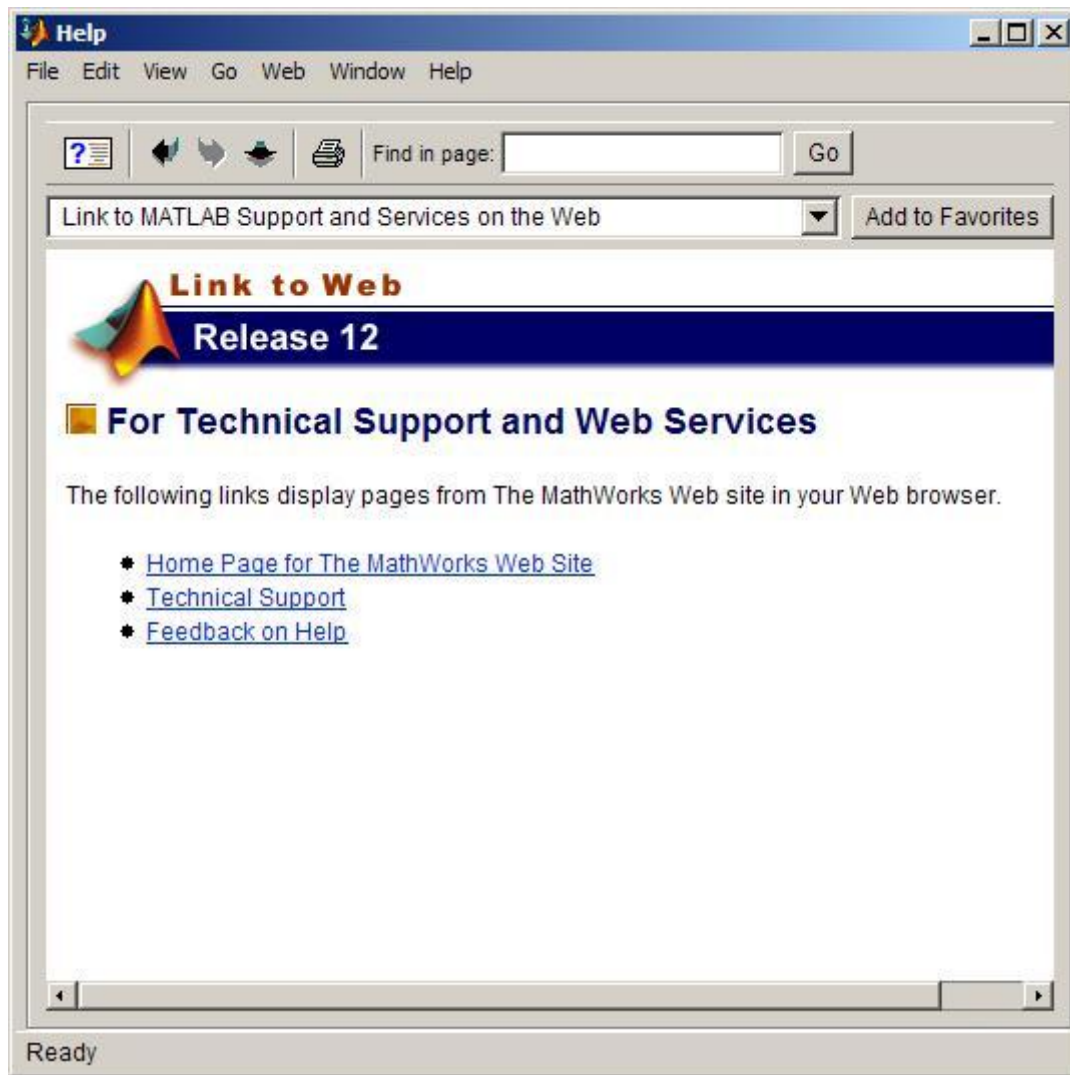 Help
File Edit View Go Web Window Help
Find in page: Go
Link to MATLAB Support and Services on the Web Add to Favorites
Link to Web
Release 12
For Technical Support and Web Services
The following links display pages from The MathWorks Web site in your Web browser.
Home Page for The MathWorks Web Site
Technical Support
Feedback on Help
Ready